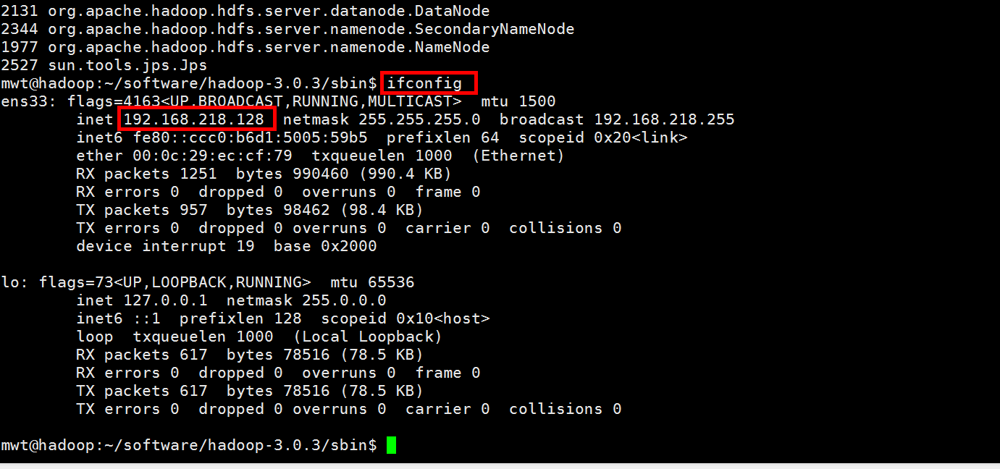 2131 org.apache.hadoop.hdfs.server.datanode.DataNode
2344 org.apache.hadoop.hdfs.server.namenode.SecondaryNameNode
1977 org.apache.hadoop.hdfs.server.namenode.NameNode
2527 sun.tools.jps.Jps
mwt@hadoop:~/software/hadoop-3.0.3/sbin$ ifconfig
ens33: flags=4163<UP,BROADCAST,RUNNING,MULTICAST>  mtu 1500
        inet 192.168.218.128  netmask 255.255.255.0  broadcast 192.168.218.255
        inet6 fe80::ccc0:b6d1:5005:59b5  prefixlen 64  scopeid 0x20<link>
        ether 00:0c:29:ec:cf:79  txqueuelen 1000  (Ethernet)
        RX packets 1251  bytes 990460 (990.4 KB)
        RX errors 0  dropped 0  overruns 0  frame 0
        TX packets 957  bytes 98462 (98.4 KB)
        TX errors 0  dropped 0 overruns 0  carrier 0  collisions 0
        device interrupt 19  base 0x2000
lo: flags=73<UP,LOOPBACK,RUNNING>  mtu 65536
        inet 127.0.0.1  netmask 255.0.0.0
        inet6 ::1  prefixlen 128  scopeid 0x10<host>
        loop  txqueuelen 1000  (Local Loopback)
        RX packets 617  bytes 78516 (78.5 KB)
        RX errors 0  dropped 0  overruns 0  frame 0
        TX packets 617  bytes 78516 (78.5 KB)
        TX errors 0  dropped 0 overruns 0  carrier 0  collisions 0
mwt@hadoop:~/software/hadoop-3.0.3/sbin$